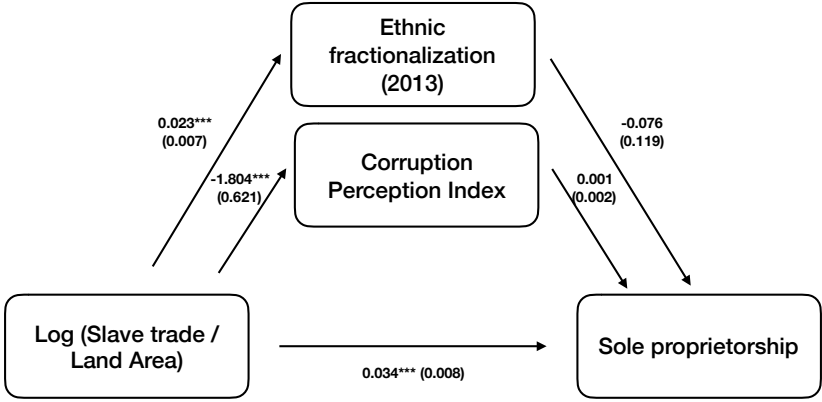 Ethnic
fractionalization
(2013)
0.023***
(0.007)
-0.076
(0.119)
Corruption
Perception Index
-1.804***
(0.621)
0.001
(0.002)
Log (Slave trade /
Land Area)
Sole proprietorship
0.034*** (0.008)